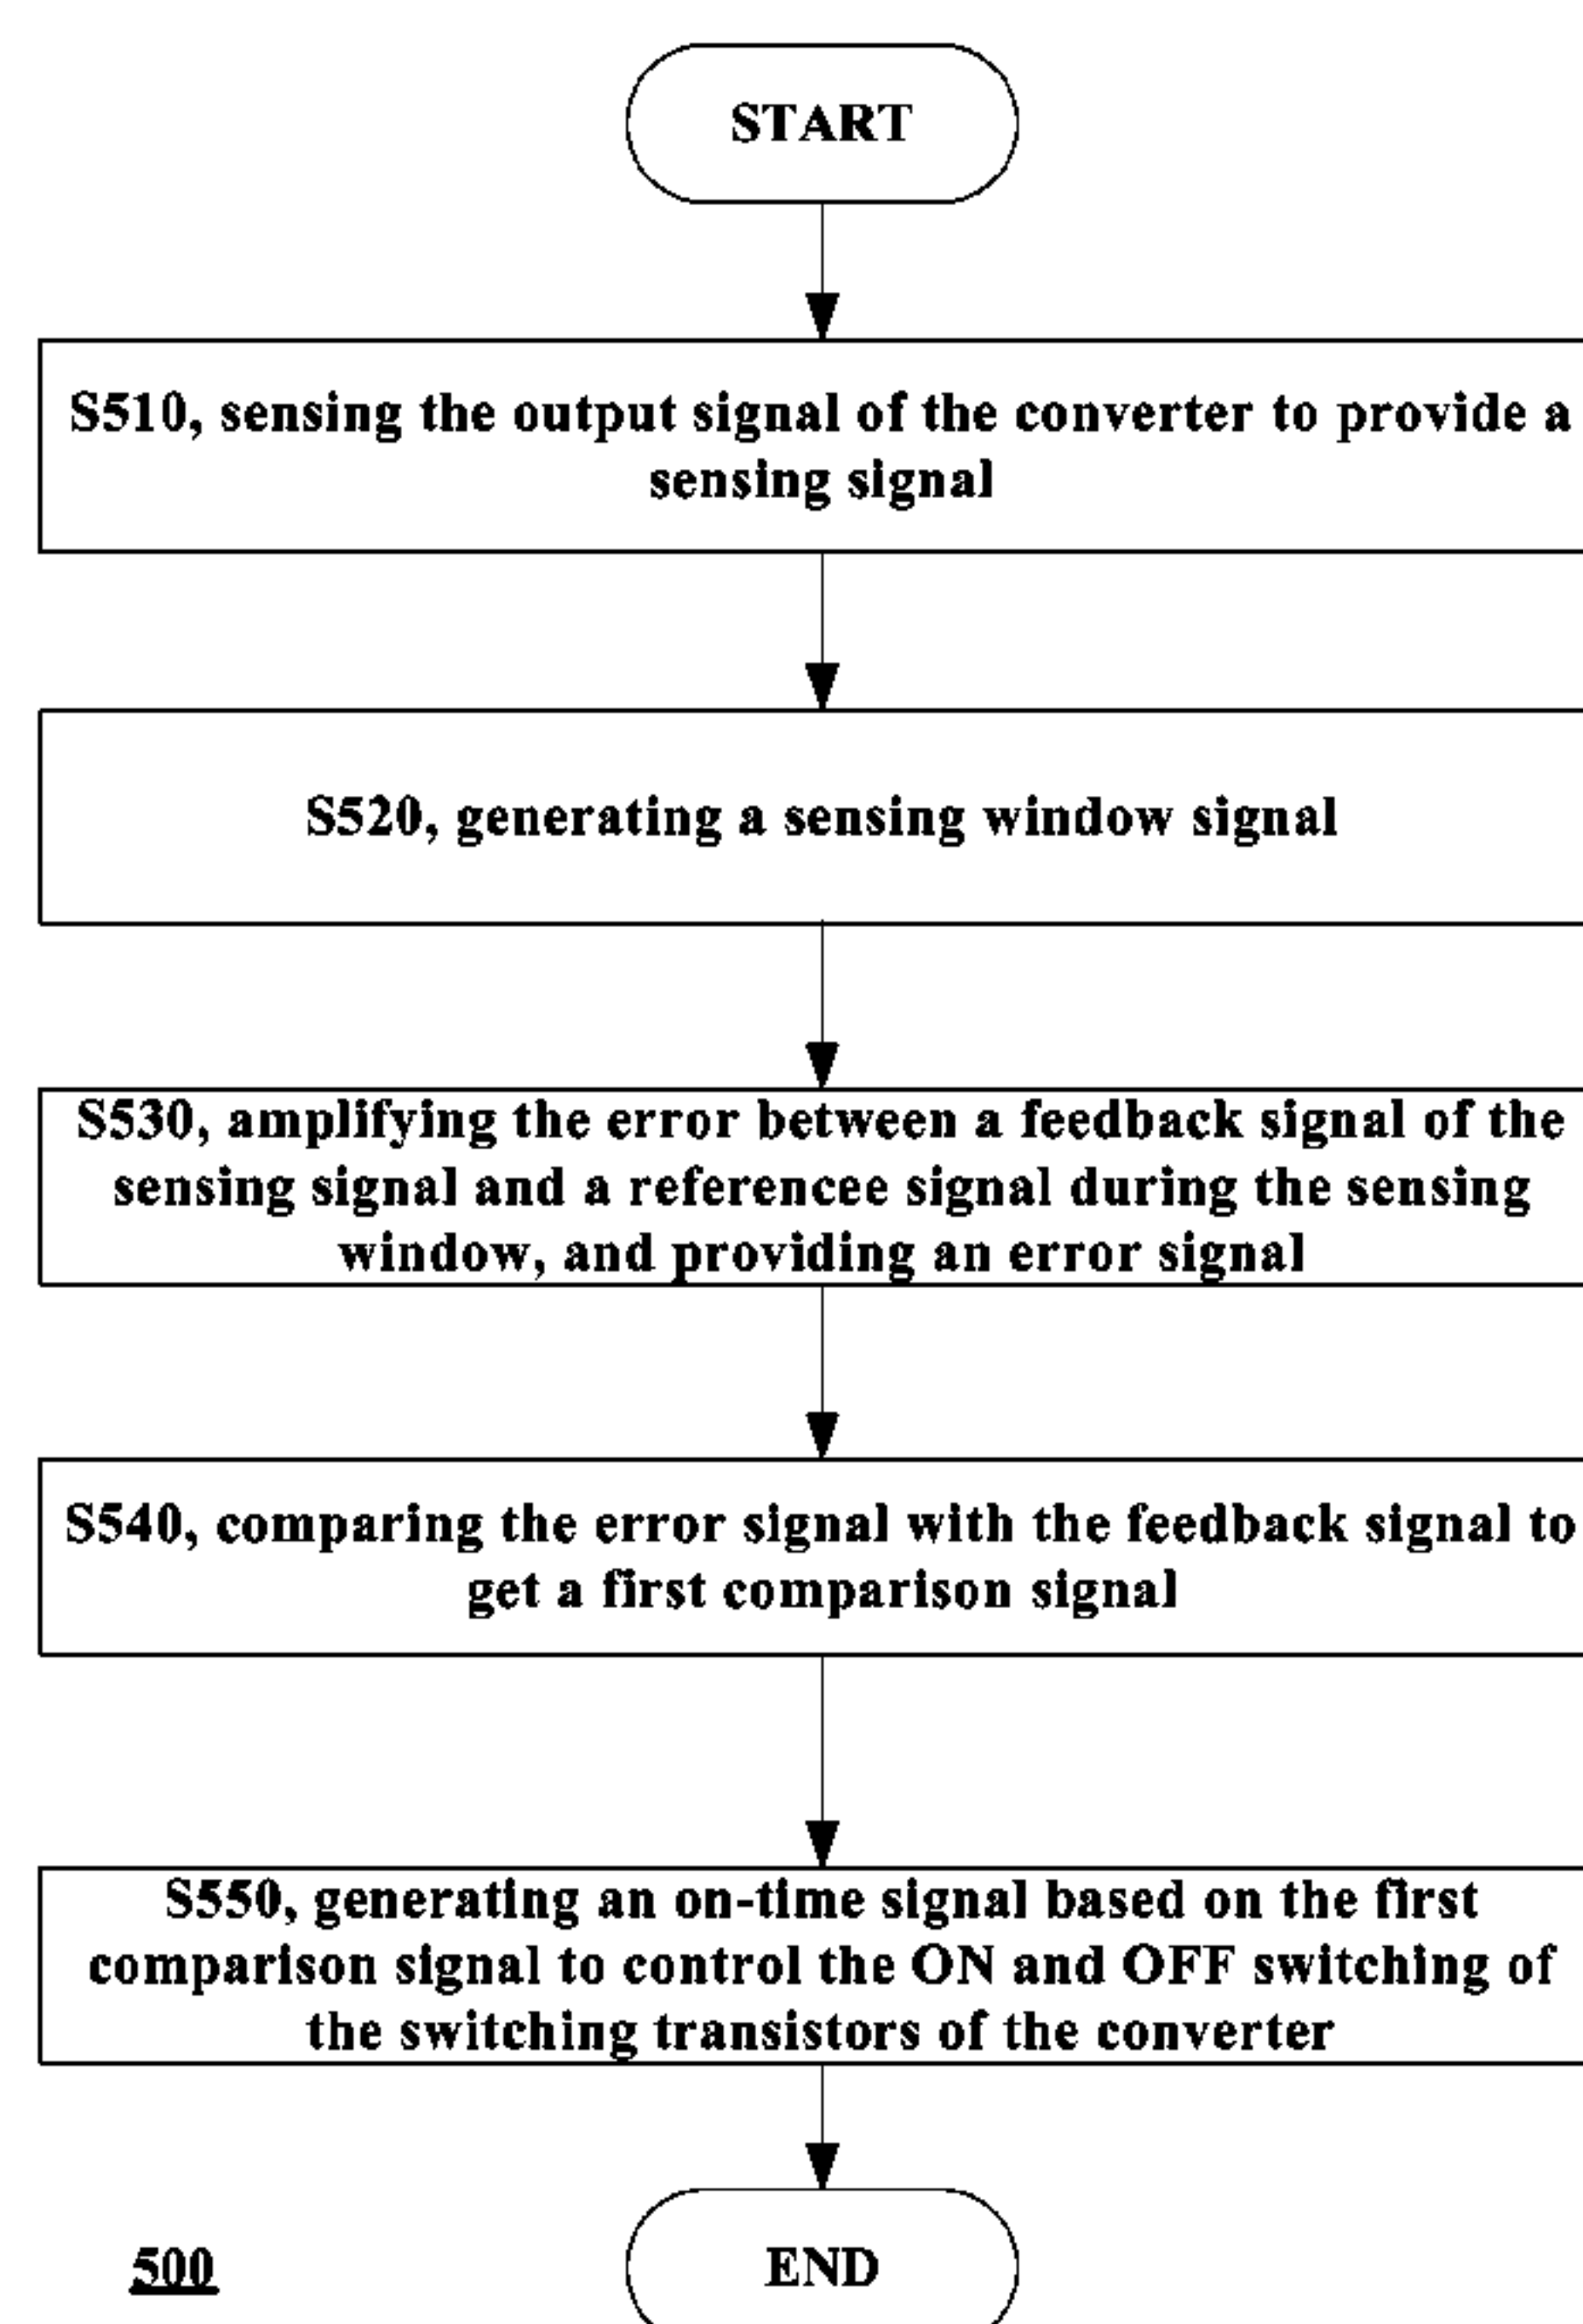 START
S510, sensing the output signal of the converter to provide a
sensing signal
S520, generating a sensing window signal
S530, amplifying the error between a feedback signal of the
sensing signal and a referencee signal during the sensing
window, and providing an error signal
S540, comparing the error signal with the feedback signal to
get a first comparison signal
S550, generating an on-time signal based on the first
comparison signal to control the ON and OFF switching of
the switching transistors of the converter
END
500